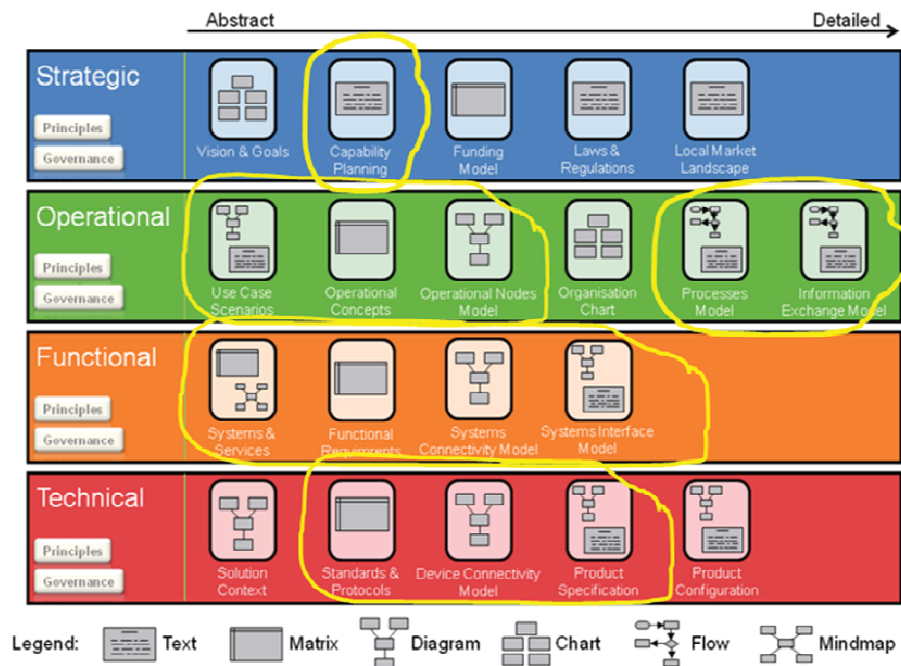 Abstract
Detailed
Strategic
Principles
Governance
Vision & Goals
Capability
Planning
Funding
Model
Laws &
Regulations
Local Market
Landscape
Operational
Principles
Governance
Use Case
Scenarios
Operational
Concepts
Operational Nodes
Model
Organisation
Chart
Processes
Model
Information
Exchange Model
Functional
Principles
Governance
Systems &
Services
Functional
Requirments
Systems
Connectivity Model
Systems Interface
Model
Technical
Principles
Governance
Solution
Context
Standards &
Protocols
Device Connectivity
Model
Product
Specification
Product
Configuration
Legend:
Text
Matrix
Diagram
Chart
Flow
Mindmap